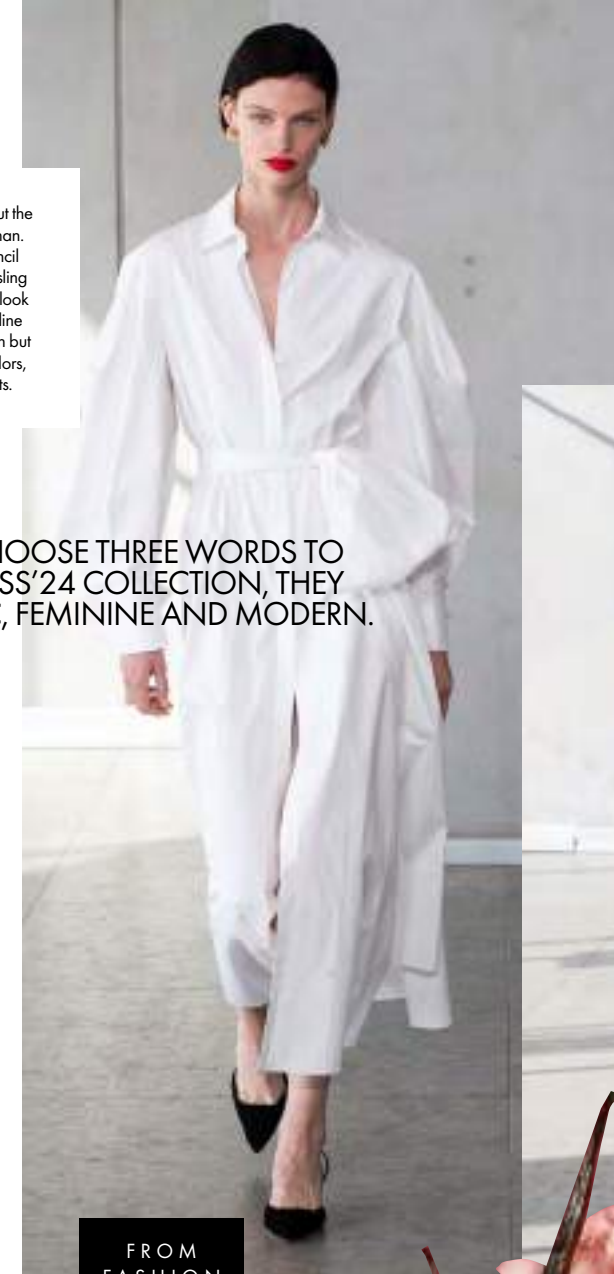 ut the
nan.
ncil
sling
look
line
n but
lors,
ts.
HOOSE THREE WORDS TO
SS’24 COLLECTION, THEY
, FEMININE AND MODERN.
FROM
FASHION